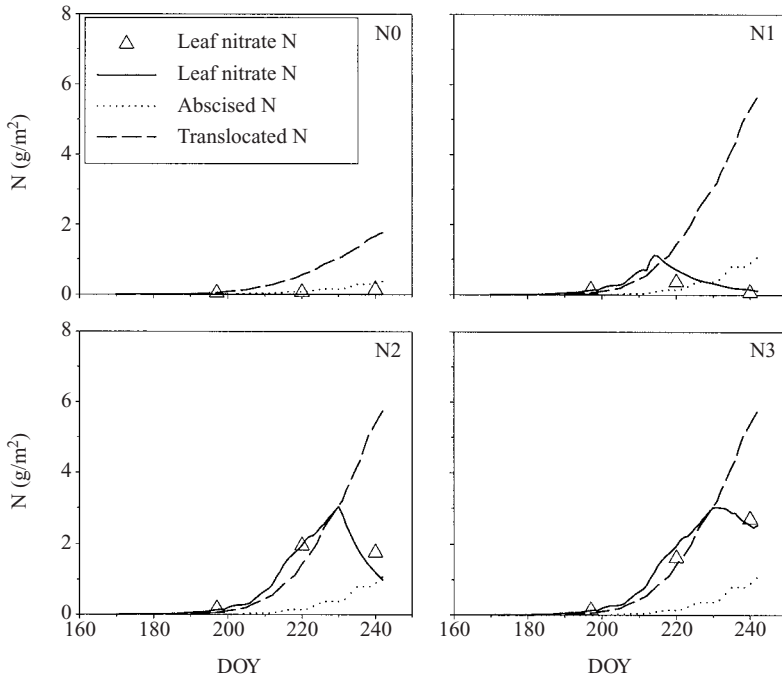 8
6
4
2
0
N (g/m²)
Leaf nitrate N
Leaf nitrate N
Abscised N
Translocated N
N0
N1
8
6
4
2
0
N (g/m²)
N2
N3
160 180 200 220 240
160 180 200 220 240
DOY
DOY